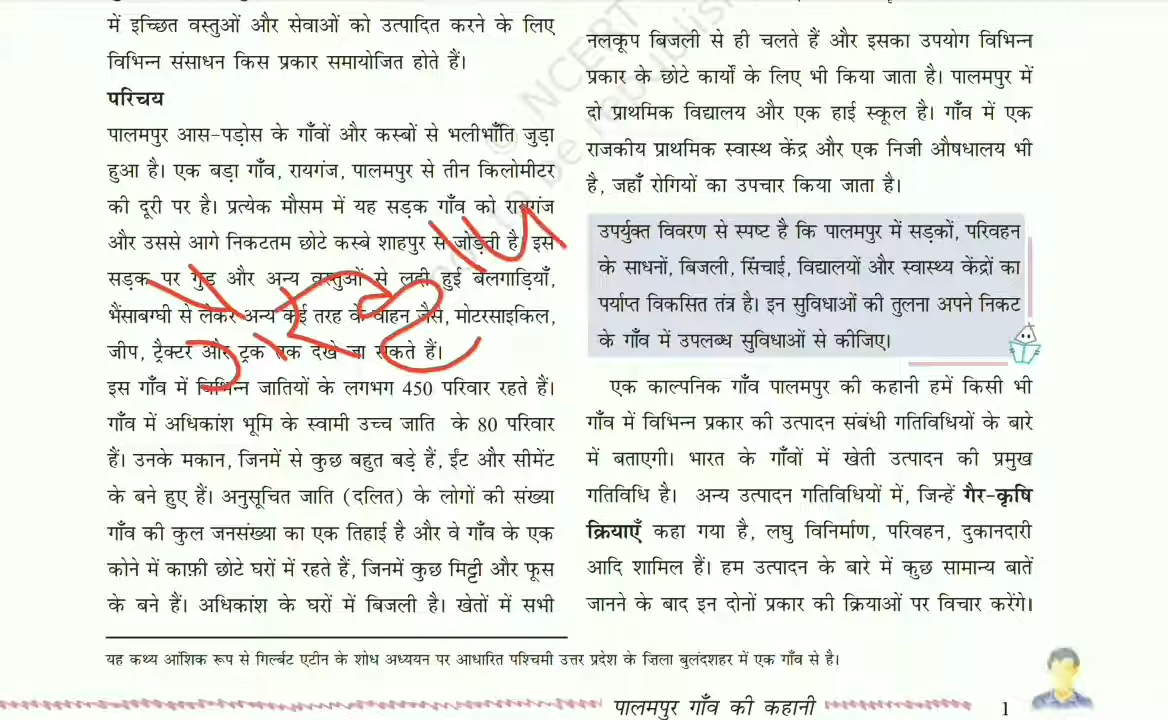 में इच्छित वस्तुओं और सेवाओं को उत्पादित करने के लिए
विभिन्न संसाधन किस प्रकार समायोजित होते हैं।
परिचय
पालमपुर आस-पड़ोस के गाँवों और कस्बों से भलीभाँति जुड़ा
हुआ है। एक बड़ा गाँव, रायगंज, पालमपुर से तीन किलोमीटर
की दूरी पर है। प्रत्येक मौसम में यह सड़क गाँव को रायगंज
और उससे आगे निकटतम छोटे कस्बे शाहपुर से जोड़ती है। इस
सड़क पर गुड़ और अन्य वस्तुओं से लदी हुई बैलगाड़ियाँ,
भैंसाबग्घी से लेकर अन्य कई तरह के वाहन जैसे, मोटरसाइकिल,
जीप, ट्रैक्टर और ट्रक तक देखे जा सकते हैं।
इस गाँव में विभिन्न जातियों के लगभग 450 परिवार रहते हैं।
गाँव में अधिकांश भूमि के स्वामी उच्च जाति के 80 परिवार
हैं। उनके मकान, जिनमें से कुछ बहुत बड़े हैं, ईंट और सीमेंट
के बने हुए हैं। अनुसूचित जाति (दलित) के लोगों की संख्या
गाँव की कुल जनसंख्या का एक तिहाई है और वे गाँव के एक
कोने में काफ़ी छोटे घरों में रहते हैं, जिनमें कुछ मिट्टी और फूस
के बने हैं। अधिकांश के घरों में बिजली है। खेतों में सभी
नलकूप बिजली से ही चलते हैं और इसका उपयोग विभिन्न
प्रकार के छोटे कार्यों के लिए भी किया जाता है। पालमपुर में
दो प्राथमिक विद्यालय और एक हाई स्कूल है। गाँव में एक
राजकीय प्राथमिक स्वास्थ केंद्र और एक निजी औषधालय भी
है, जहाँ रोगियों का उपचार किया जाता है।
उपर्युक्त विवरण से स्पष्ट है कि पालमपुर में सड़कों, परिवहन
के साधनों, बिजली, सिंचाई, विद्यालयों और स्वास्थ्य केंद्रों का
पर्याप्त विकसित तंत्र है। इन सुविधाओं की तुलना अपने निकट
के गाँव में उपलब्ध सुविधाओं से कीजिए।
एक काल्पनिक गाँव पालमपुर की कहानी हमें किसी भी
गाँव में विभिन्न प्रकार की उत्पादन संबंधी गतिविधियों के बारे
में बताएगी। भारत के गाँवों में खेती उत्पादन की प्रमुख
गतिविधि है। अन्य उत्पादन गतिविधियों में, जिन्हें गैर-कृषि
क्रियाएँ कहा गया है, लघु विनिर्माण, परिवहन, दुकानदारी
आदि शामिल हैं। हम उत्पादन के बारे में कुछ सामान्य बातें
जानने के बाद इन दोनों प्रकार की क्रियाओं पर विचार करेंगे।
यह कथ्य आंशिक रूप से गिर्ल्बट एटीन के शोध अध्ययन पर आधारित पश्चिमी उत्तर प्रदेश के जिला बुलंदशहर में एक गाँव से है।
पालमपुर गाँव की कहानी 1
© NCERT
to be republished